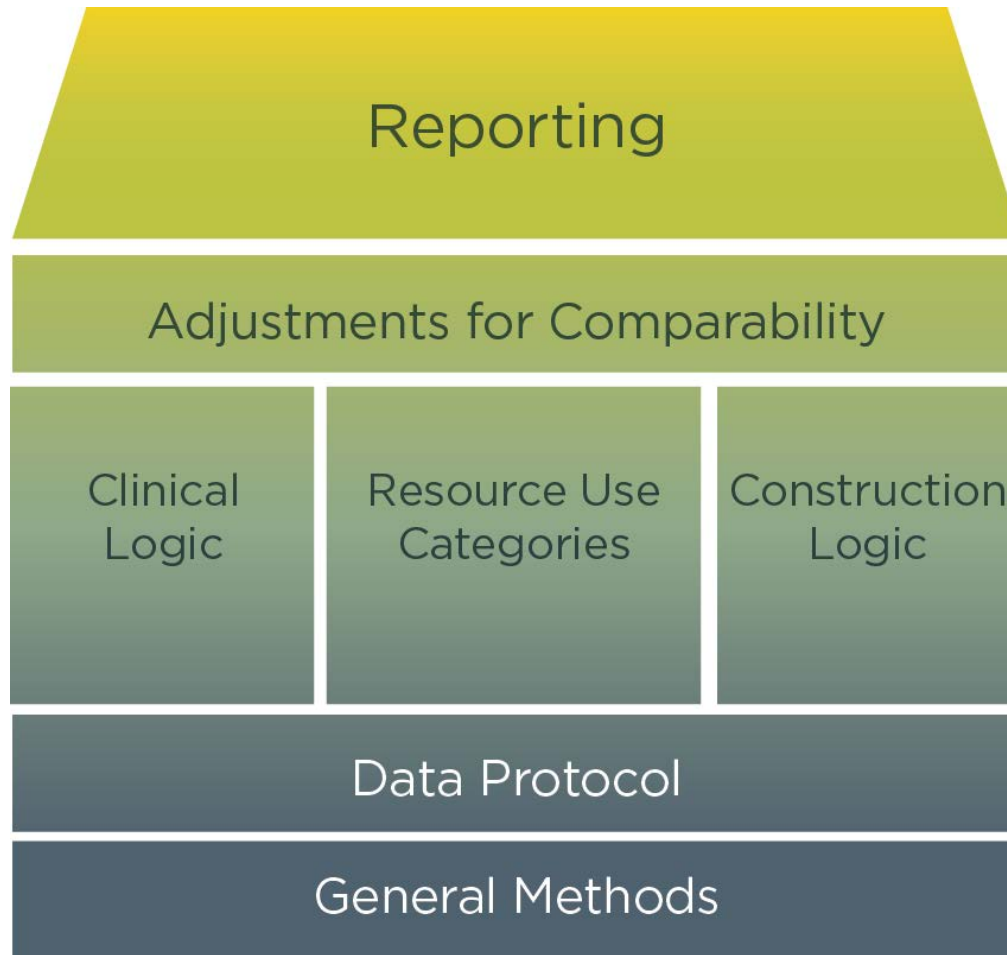 Reporting
Adjustments for Comparability
Clinical
Logic
Resource Use
Categories
Construction
Logic
Data Protocol
General Methods